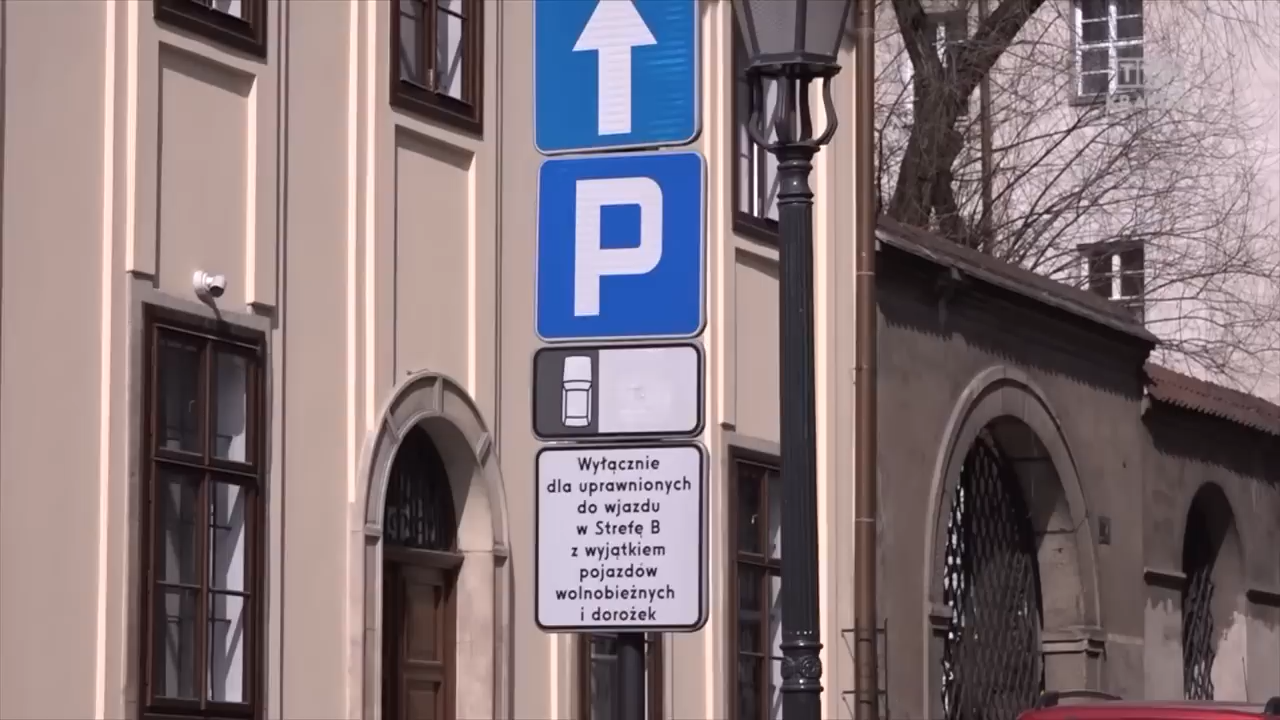 P
Wyłącznie
dla uprawnionych
do wjazdu
w Strefę B
z wyjątkiem
pojazdów
wolnobieżnych
i dorożek